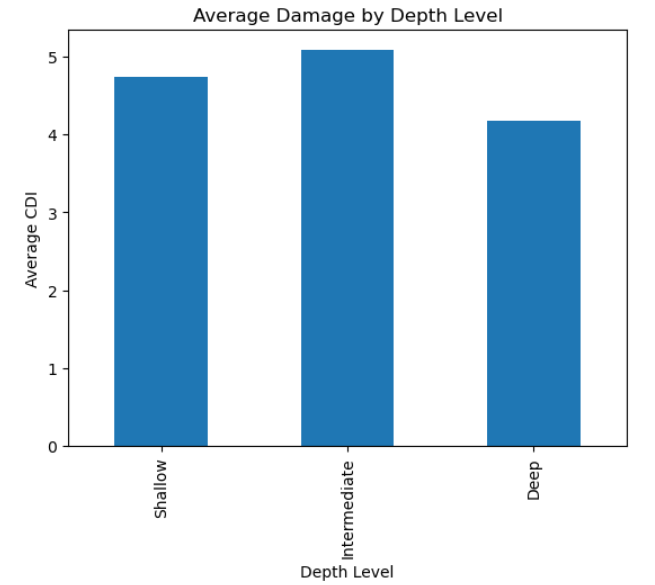 Average Damage by Depth Level
5
4
3
2
1
0
Average CDI
Shallow
Intermediate
Deep
Depth Level